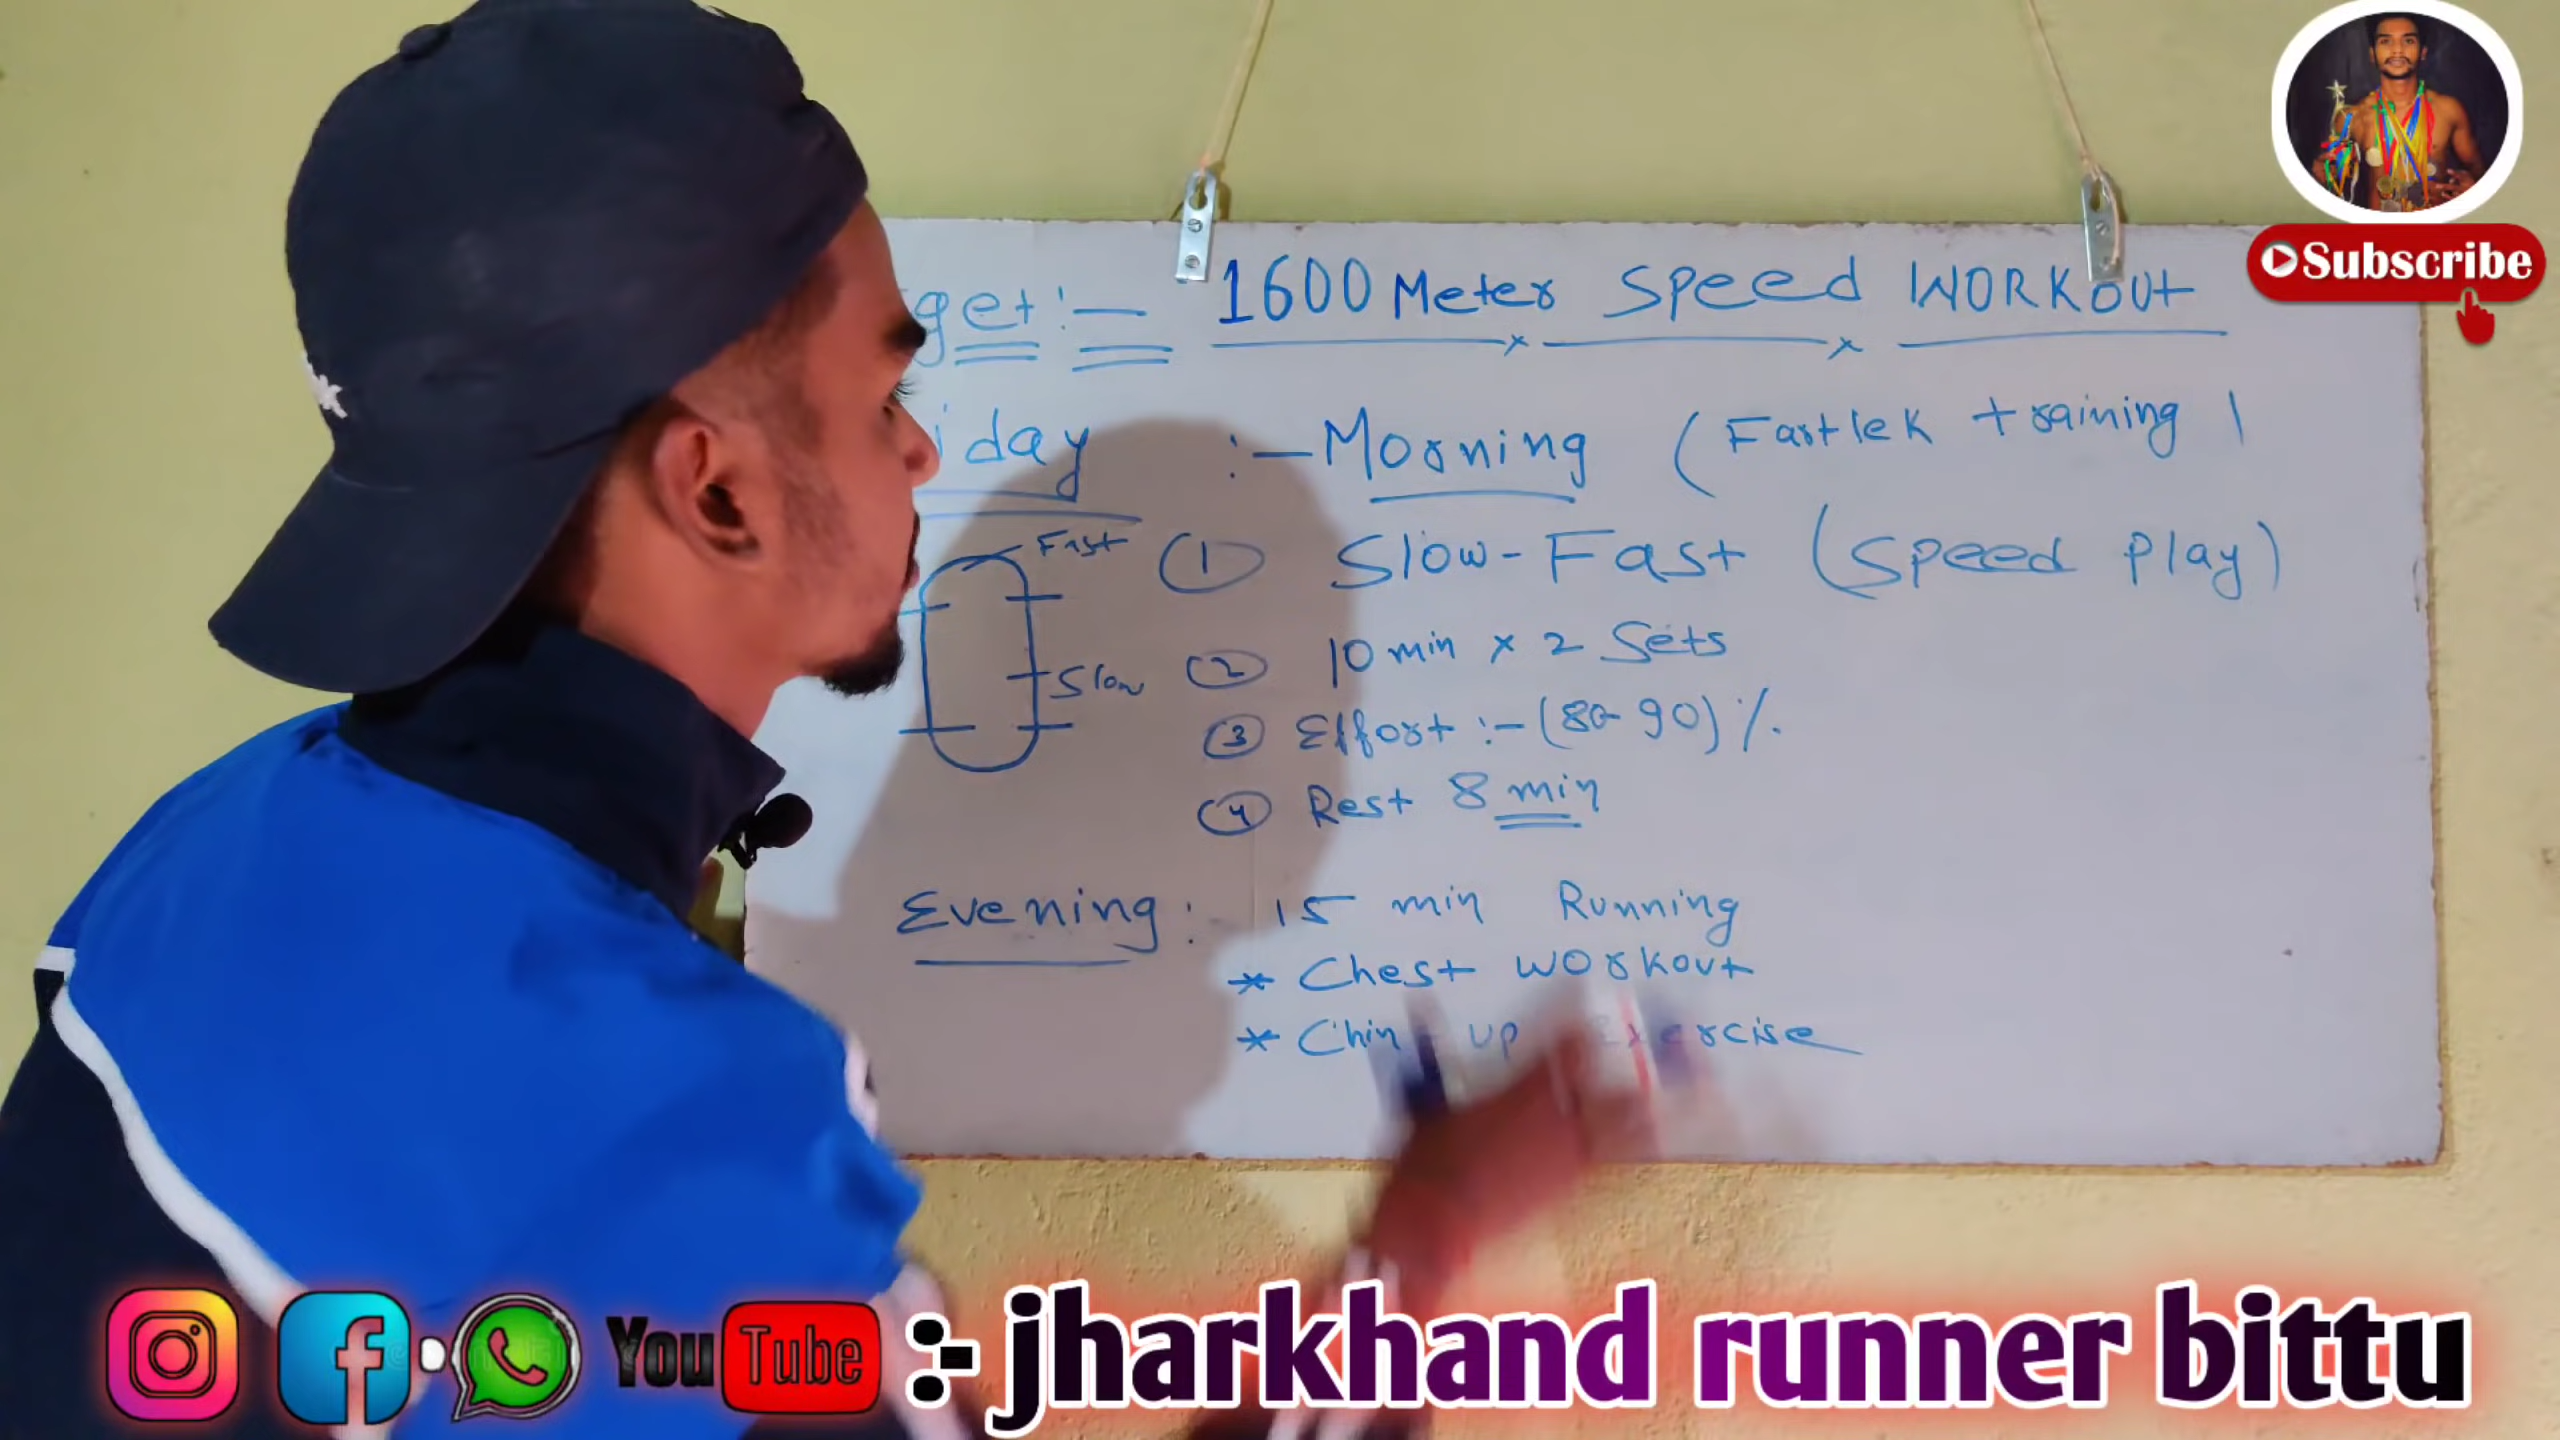 Subscribe
get :- 1600 Meter Speed WORKOUT
iday :- Morning (Fartlek training)
Fast
Slow
① Slow-Fast (Speed Play)
② 10 min x 2 Sets
③ Effort :- (80-90) %.
④ Rest 8 min
Evening:- 15 min Running
* Chest workout
* Chin-up Exercise
YouTube :- jharkhand runner bittu